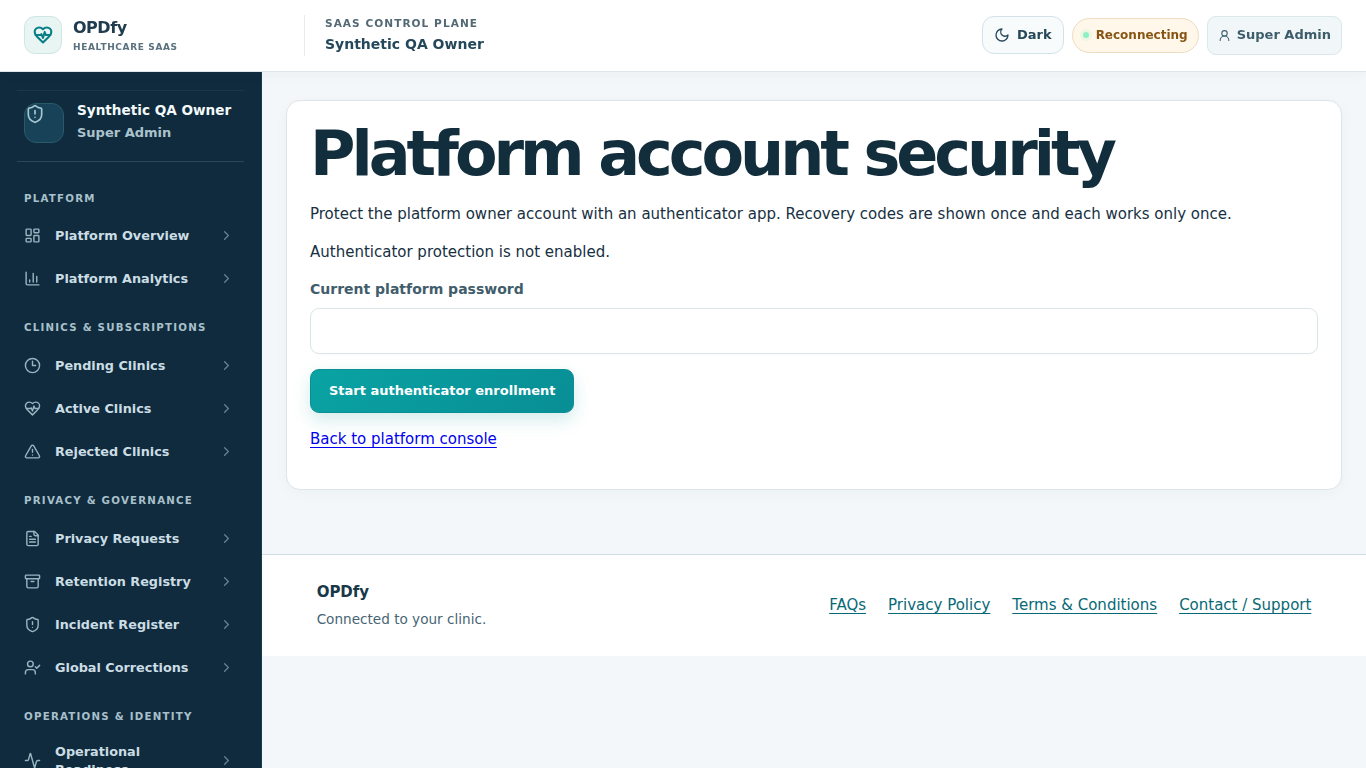 OPDfy
HEALTHCARE SAAS
SAAS CONTROL PLANE
Synthetic QA Owner
Dark
Reconnecting
Super Admin
Synthetic QA Owner
Super Admin
PLATFORM
Platform Overview
Platform Analytics
CLINICS & SUBSCRIPTIONS
Pending Clinics
Active Clinics
Rejected Clinics
PRIVACY & GOVERNANCE
Privacy Requests
Retention Registry
Incident Register
Global Corrections
OPERATIONS & IDENTITY
Operational
Readiness
Platform account security
Protect the platform owner account with an authenticator app. Recovery codes are shown once and each works only once.
Authenticator protection is not enabled.
Current platform password
Start authenticator enrollment
Back to platform console
OPDfy
Connected to your clinic.
FAQs
Privacy Policy
Terms & Conditions
Contact / Support